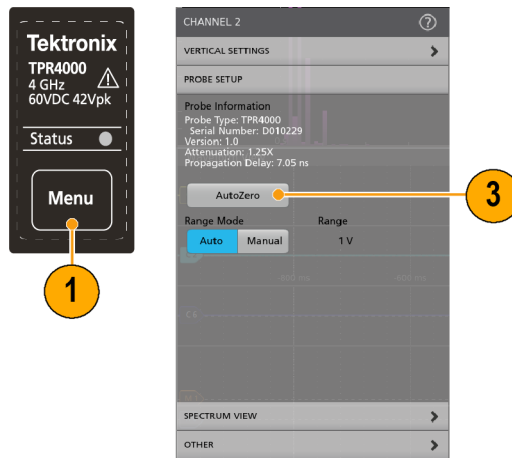 Tektronix
TPR4000
4 GHz
60VDC 42Vpk
Status
Menu
1
CHANNEL 2
?
VERTICAL SETTINGS
PROBE SETUP
Probe Information
Probe Type: TPR4000
Serial Number: D010229
Version: 1.0
Attenuation: 1.25X
Propagation Delay: 7.05 ns
AutoZero
3
Range Mode Range
Auto Manual 1 V
SPECTRUM VIEW
OTHER